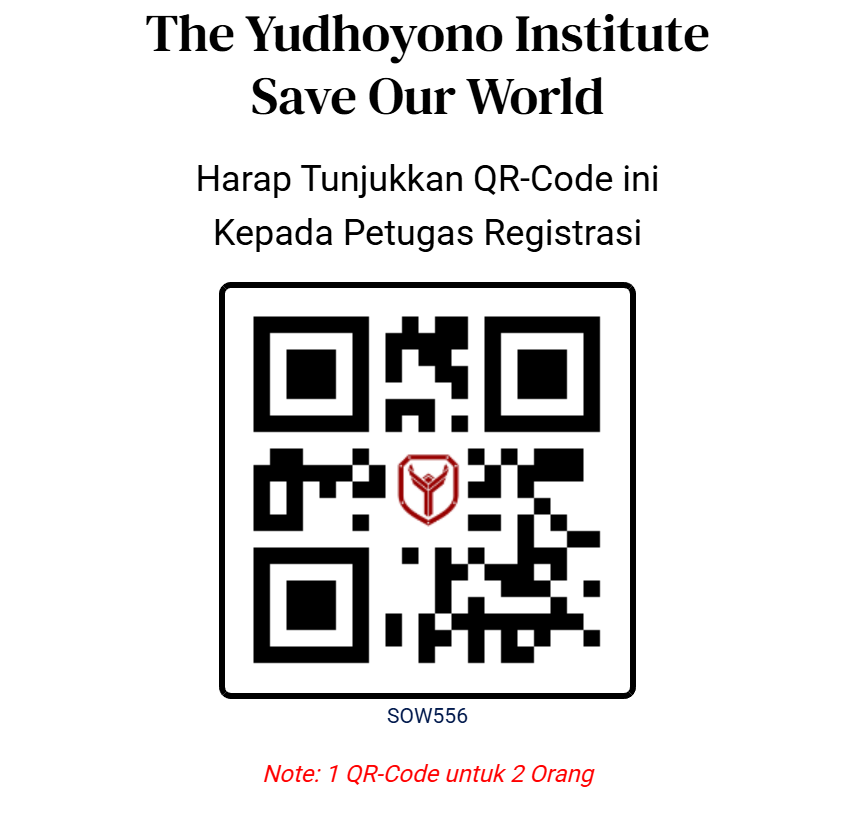 The Yudhoyono Institute
Save Our World
Harap Tunjukkan QR-Code ini
Kepada Petugas Registrasi
SOW556
Note: 1 QR-Code untuk 2 Orang